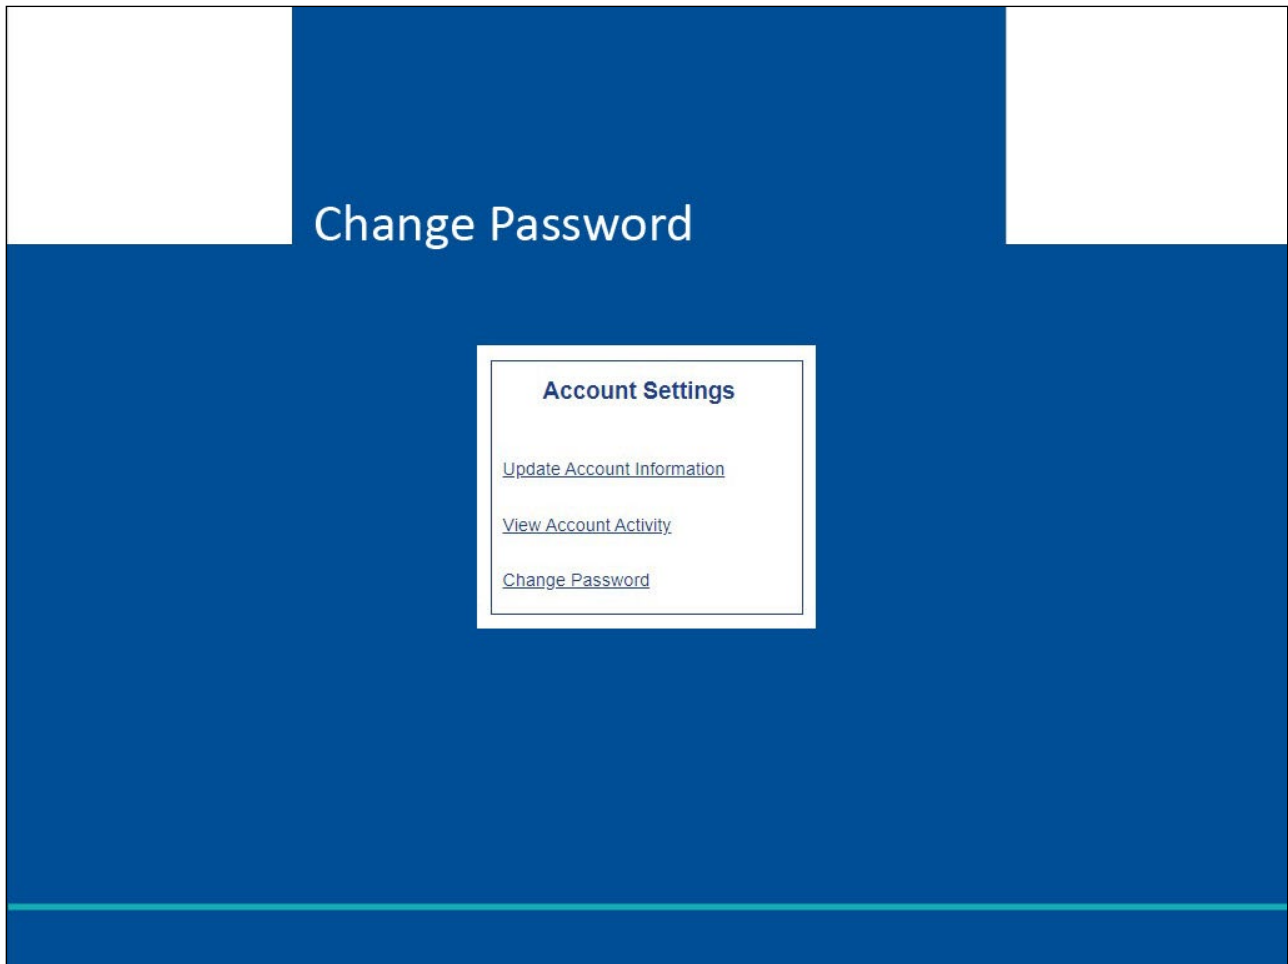 Change Password
Account Settings
Update Account Information
View Account Activity
Change Password